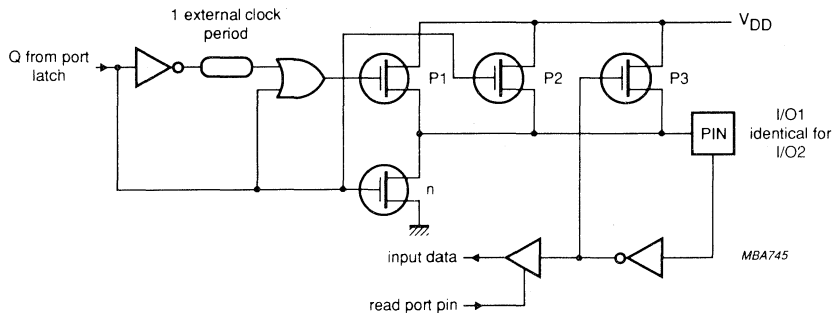 1 external clock
period
Q from port
latch
P1
P2
P3
VDD
PIN
I/O1
identical for
I/O2
n
input data
read port pin
MBA745